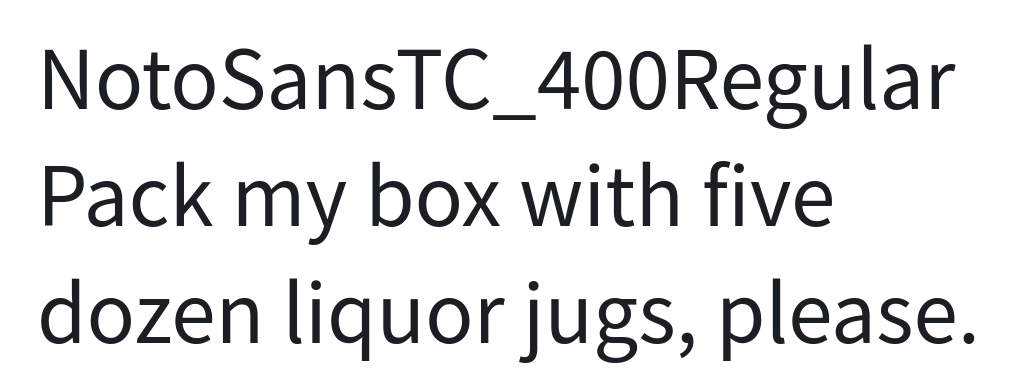 NotoSansTC_400Regular
Pack my box with five
dozen liquor jugs, please.